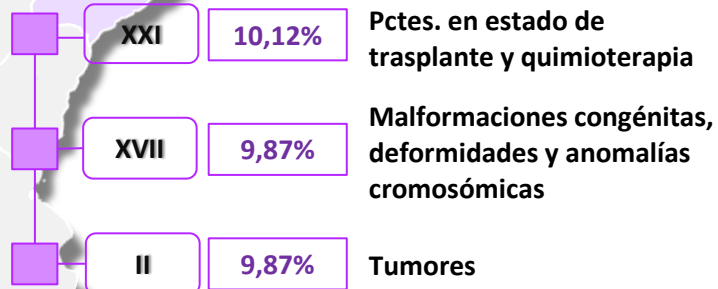 XXI 10,12% Pctes. en estado de
trasplante y quimioterapia
XVII 9,87% Malformaciones congénitas,
deformidades y anomalías
cromosómicas
II 9,87% Tumores